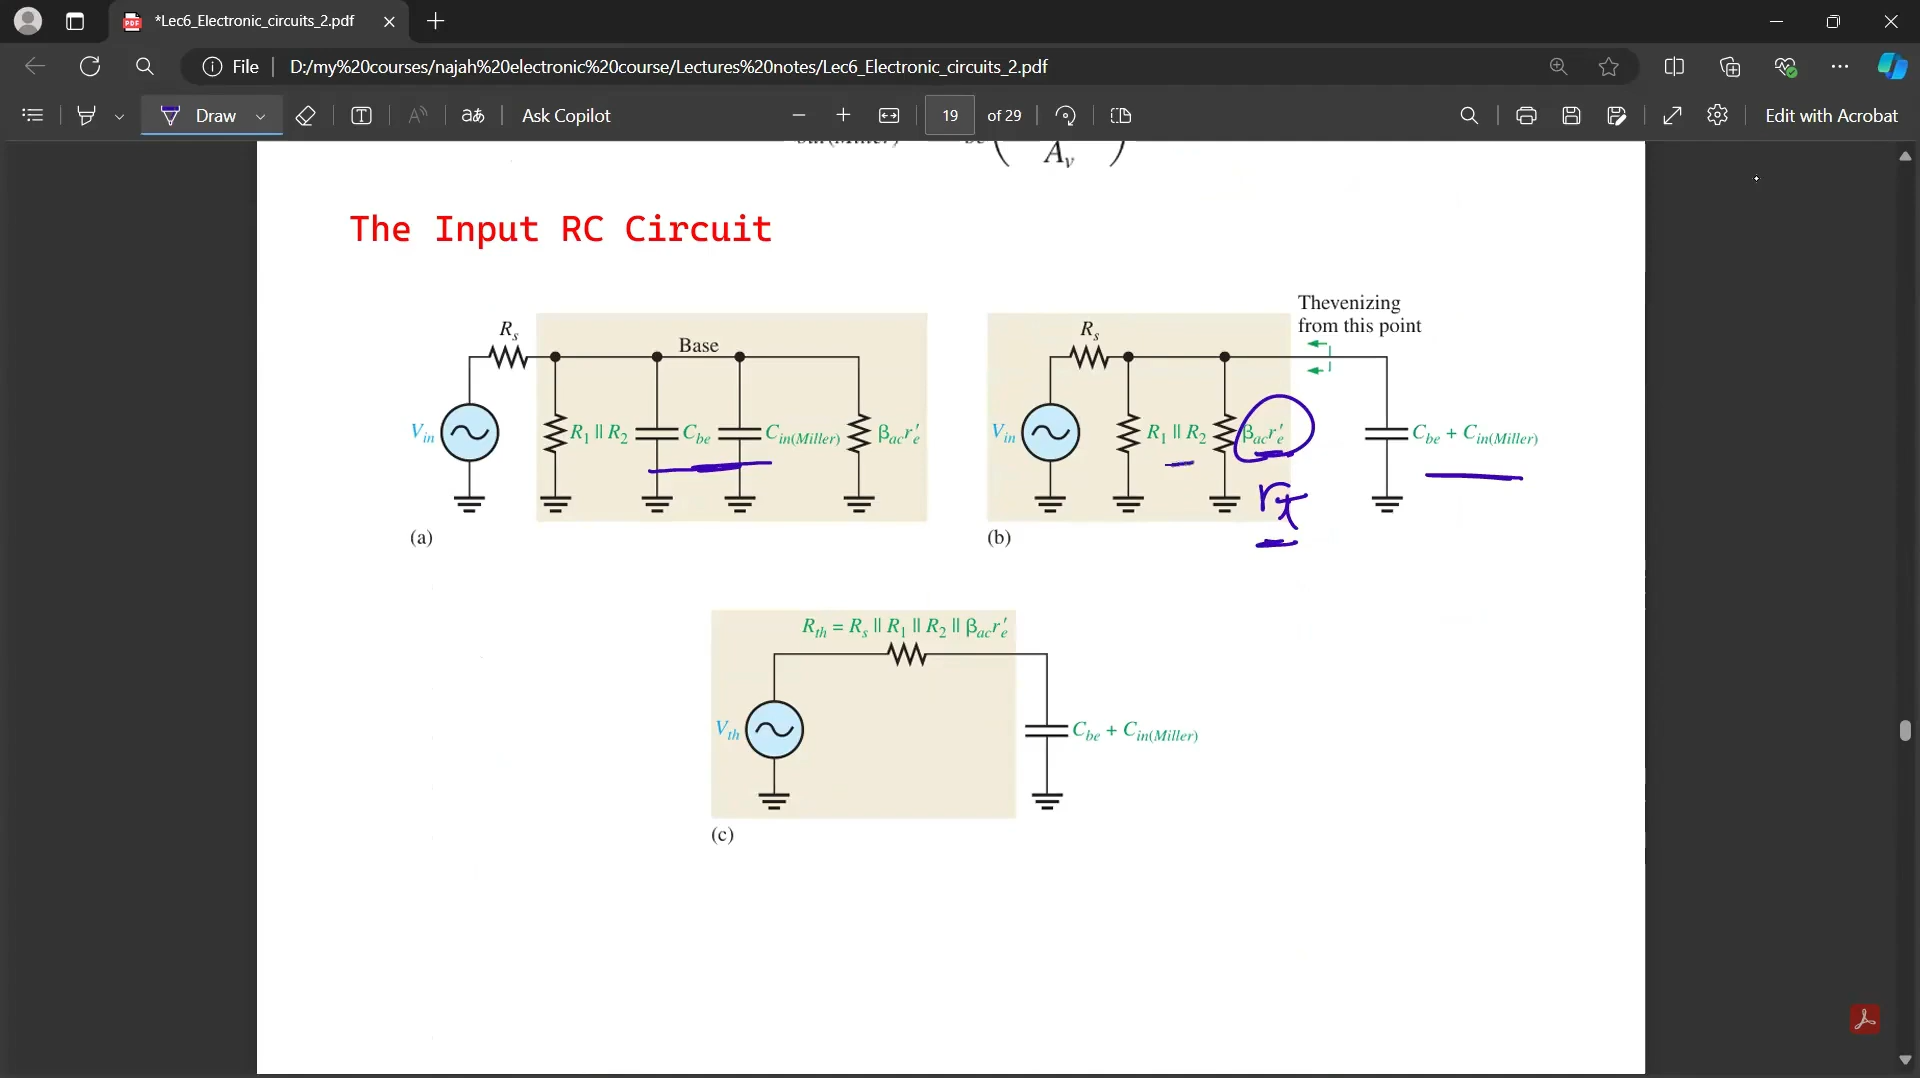 *Lec6_Electronic_circuits_2.pdf
File D:/my%20courses/najah%20electronic%20course/Lectures%20notes/Lec6_Electronic_circuits_2.pdf
Draw Ask Copilot 19 of 29 Edit with Acrobat
A_v
The Input RC Circuit
Thevenizing
from this point
R_s Base R_s
V_in R_1 || R_2 C_be C_in(Miller) β_ac r'_e V_in R_1 || R_2 β_ac r'_e C_be + C_in(Miller)
r_π
(a) (b)
R_th = R_s || R_1 || R_2 || β_ac r'_e
V_th C_be + C_in(Miller)
(c)